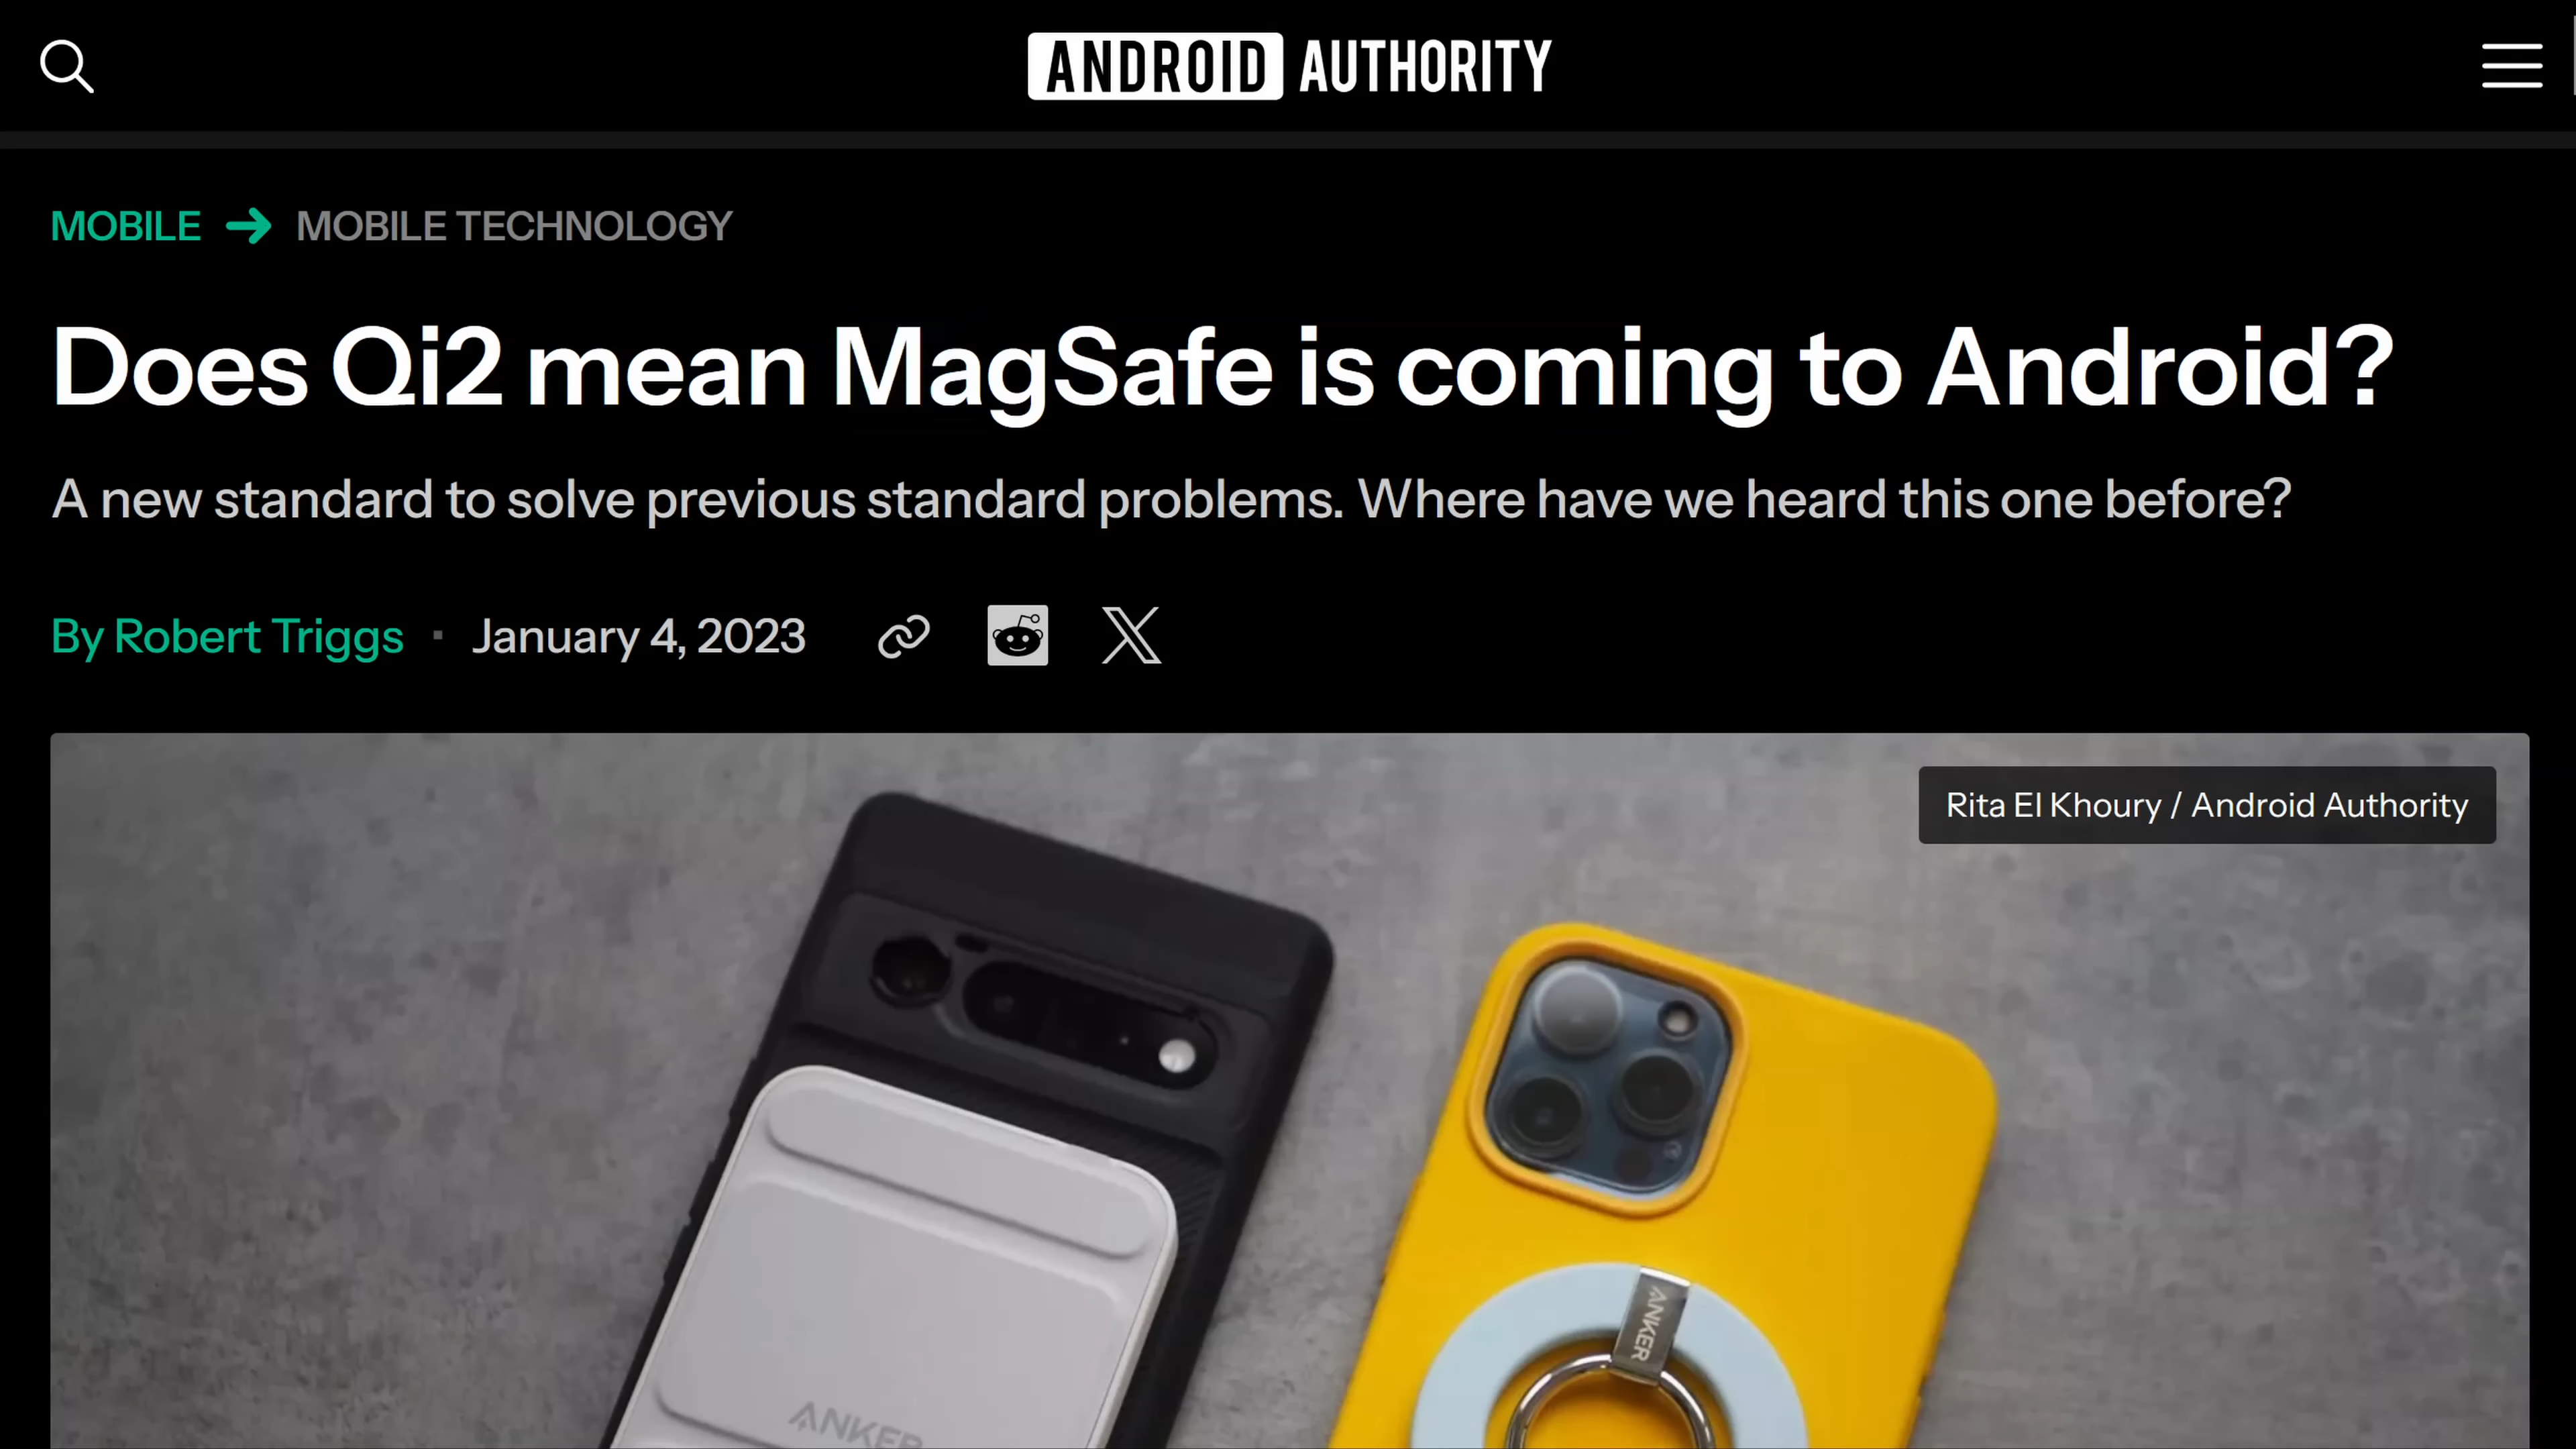 ANDROID AUTHORITY
MOBILE → MOBILE TECHNOLOGY
Does Qi2 mean MagSafe is coming to Android?
A new standard to solve previous standard problems. Where have we heard this one before?
By Robert Triggs ▪ January 4, 2023
Rita El Khoury / Android Authority
ANKER
ANKER